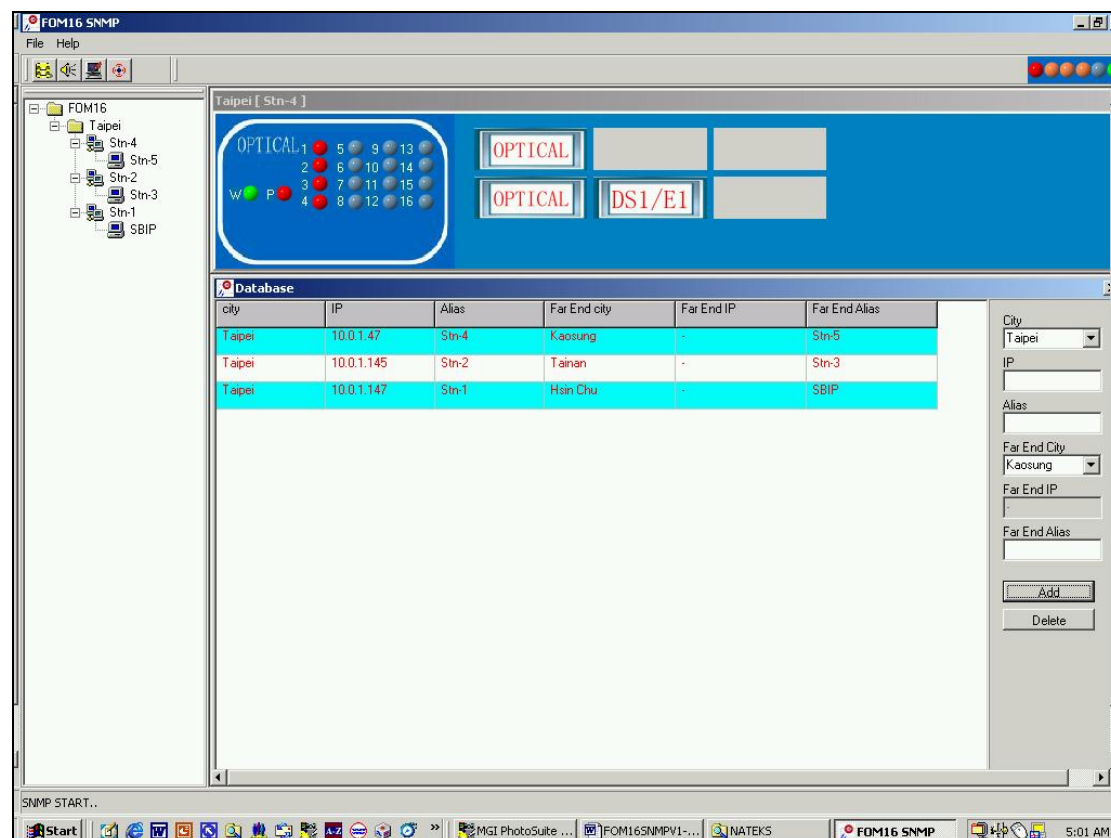 FOM16 SNMP
File Help
FOM16
Taipei
Stn-4
Stn-5
Stn-2
Stn-3
Stn-1
SBIP
Taipei [ Stn-4 ]
OPTICAL 1 5 9 13
2 6 10 14
W P 3 7 11 15
4 8 12 16
OPTICAL
OPTICAL DS1/E1
Database
city IP Alias Far End city Far End IP Far End Alias
Taipei 10.0.1.47 Stn-4 Kaosung - Stn-5
Taipei 10.0.1.145 Stn-2 Tainan - Stn-3
Taipei 10.0.1.147 Stn-1 Hsin Chu - SBIP
City
Taipei
IP
Alias
Far End City
Kaosung
Far End IP
-
Far End Alias
Add
Delete
SNMP START..
Start W A-Z » MGI PhotoSuite ... FOM16SNMPV1-... NATEKS FOM16 SNMP 5:01 AM